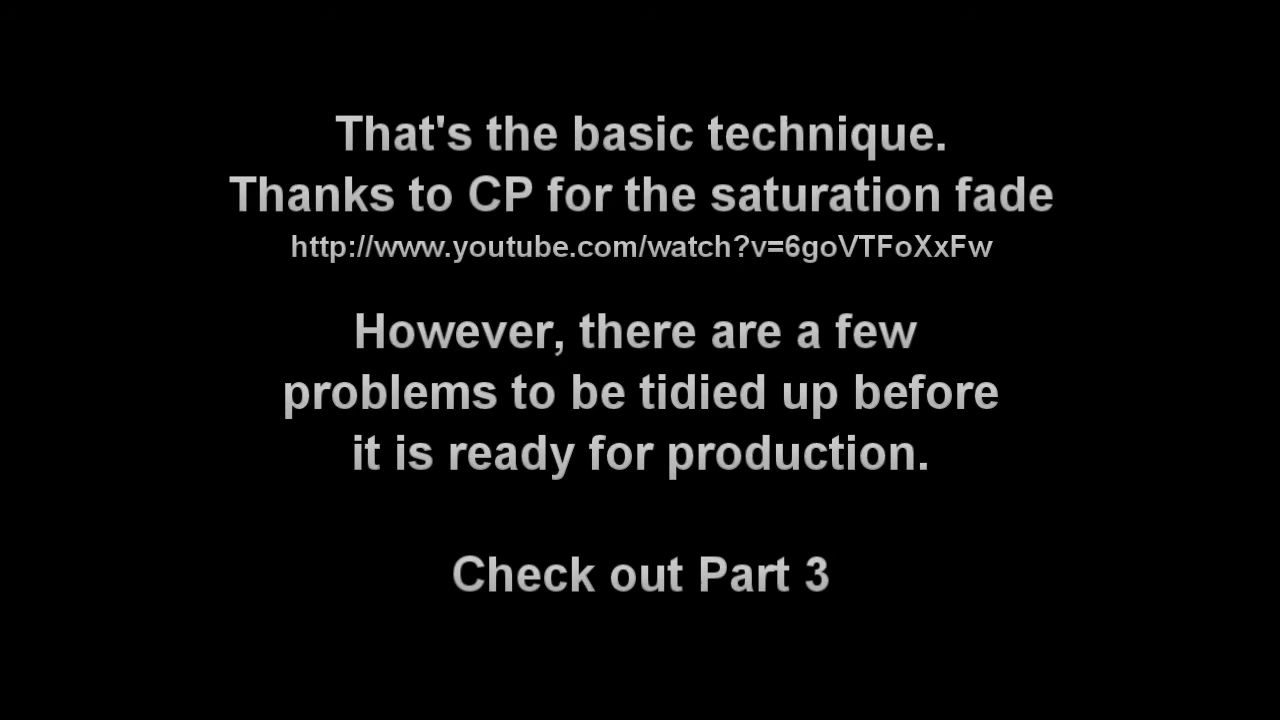 That's the basic technique.
Thanks to CP for the saturation fade
http://www.youtube.com/watch?v=6goVTFoXxFw
However, there are a few
problems to be tidied up before
it is ready for production.
Check out Part 3